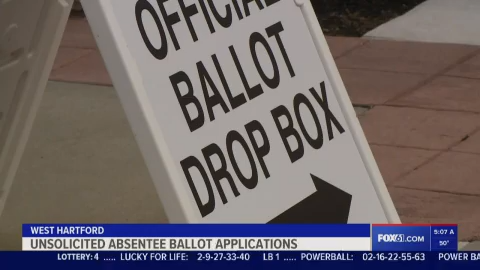 OFFICIAL
BALLOT
DROP BOX
WEST HARTFORD
UNSOLICITED ABSENTEE BALLOT APPLICATIONS
FOX61.com
5:07 A
50°
LOTTERY: 4 ..... LUCKY FOR LIFE: 2-9-27-33-40 LB 1 ..... POWERBALL: 02-16-22-55-63 POWER BA